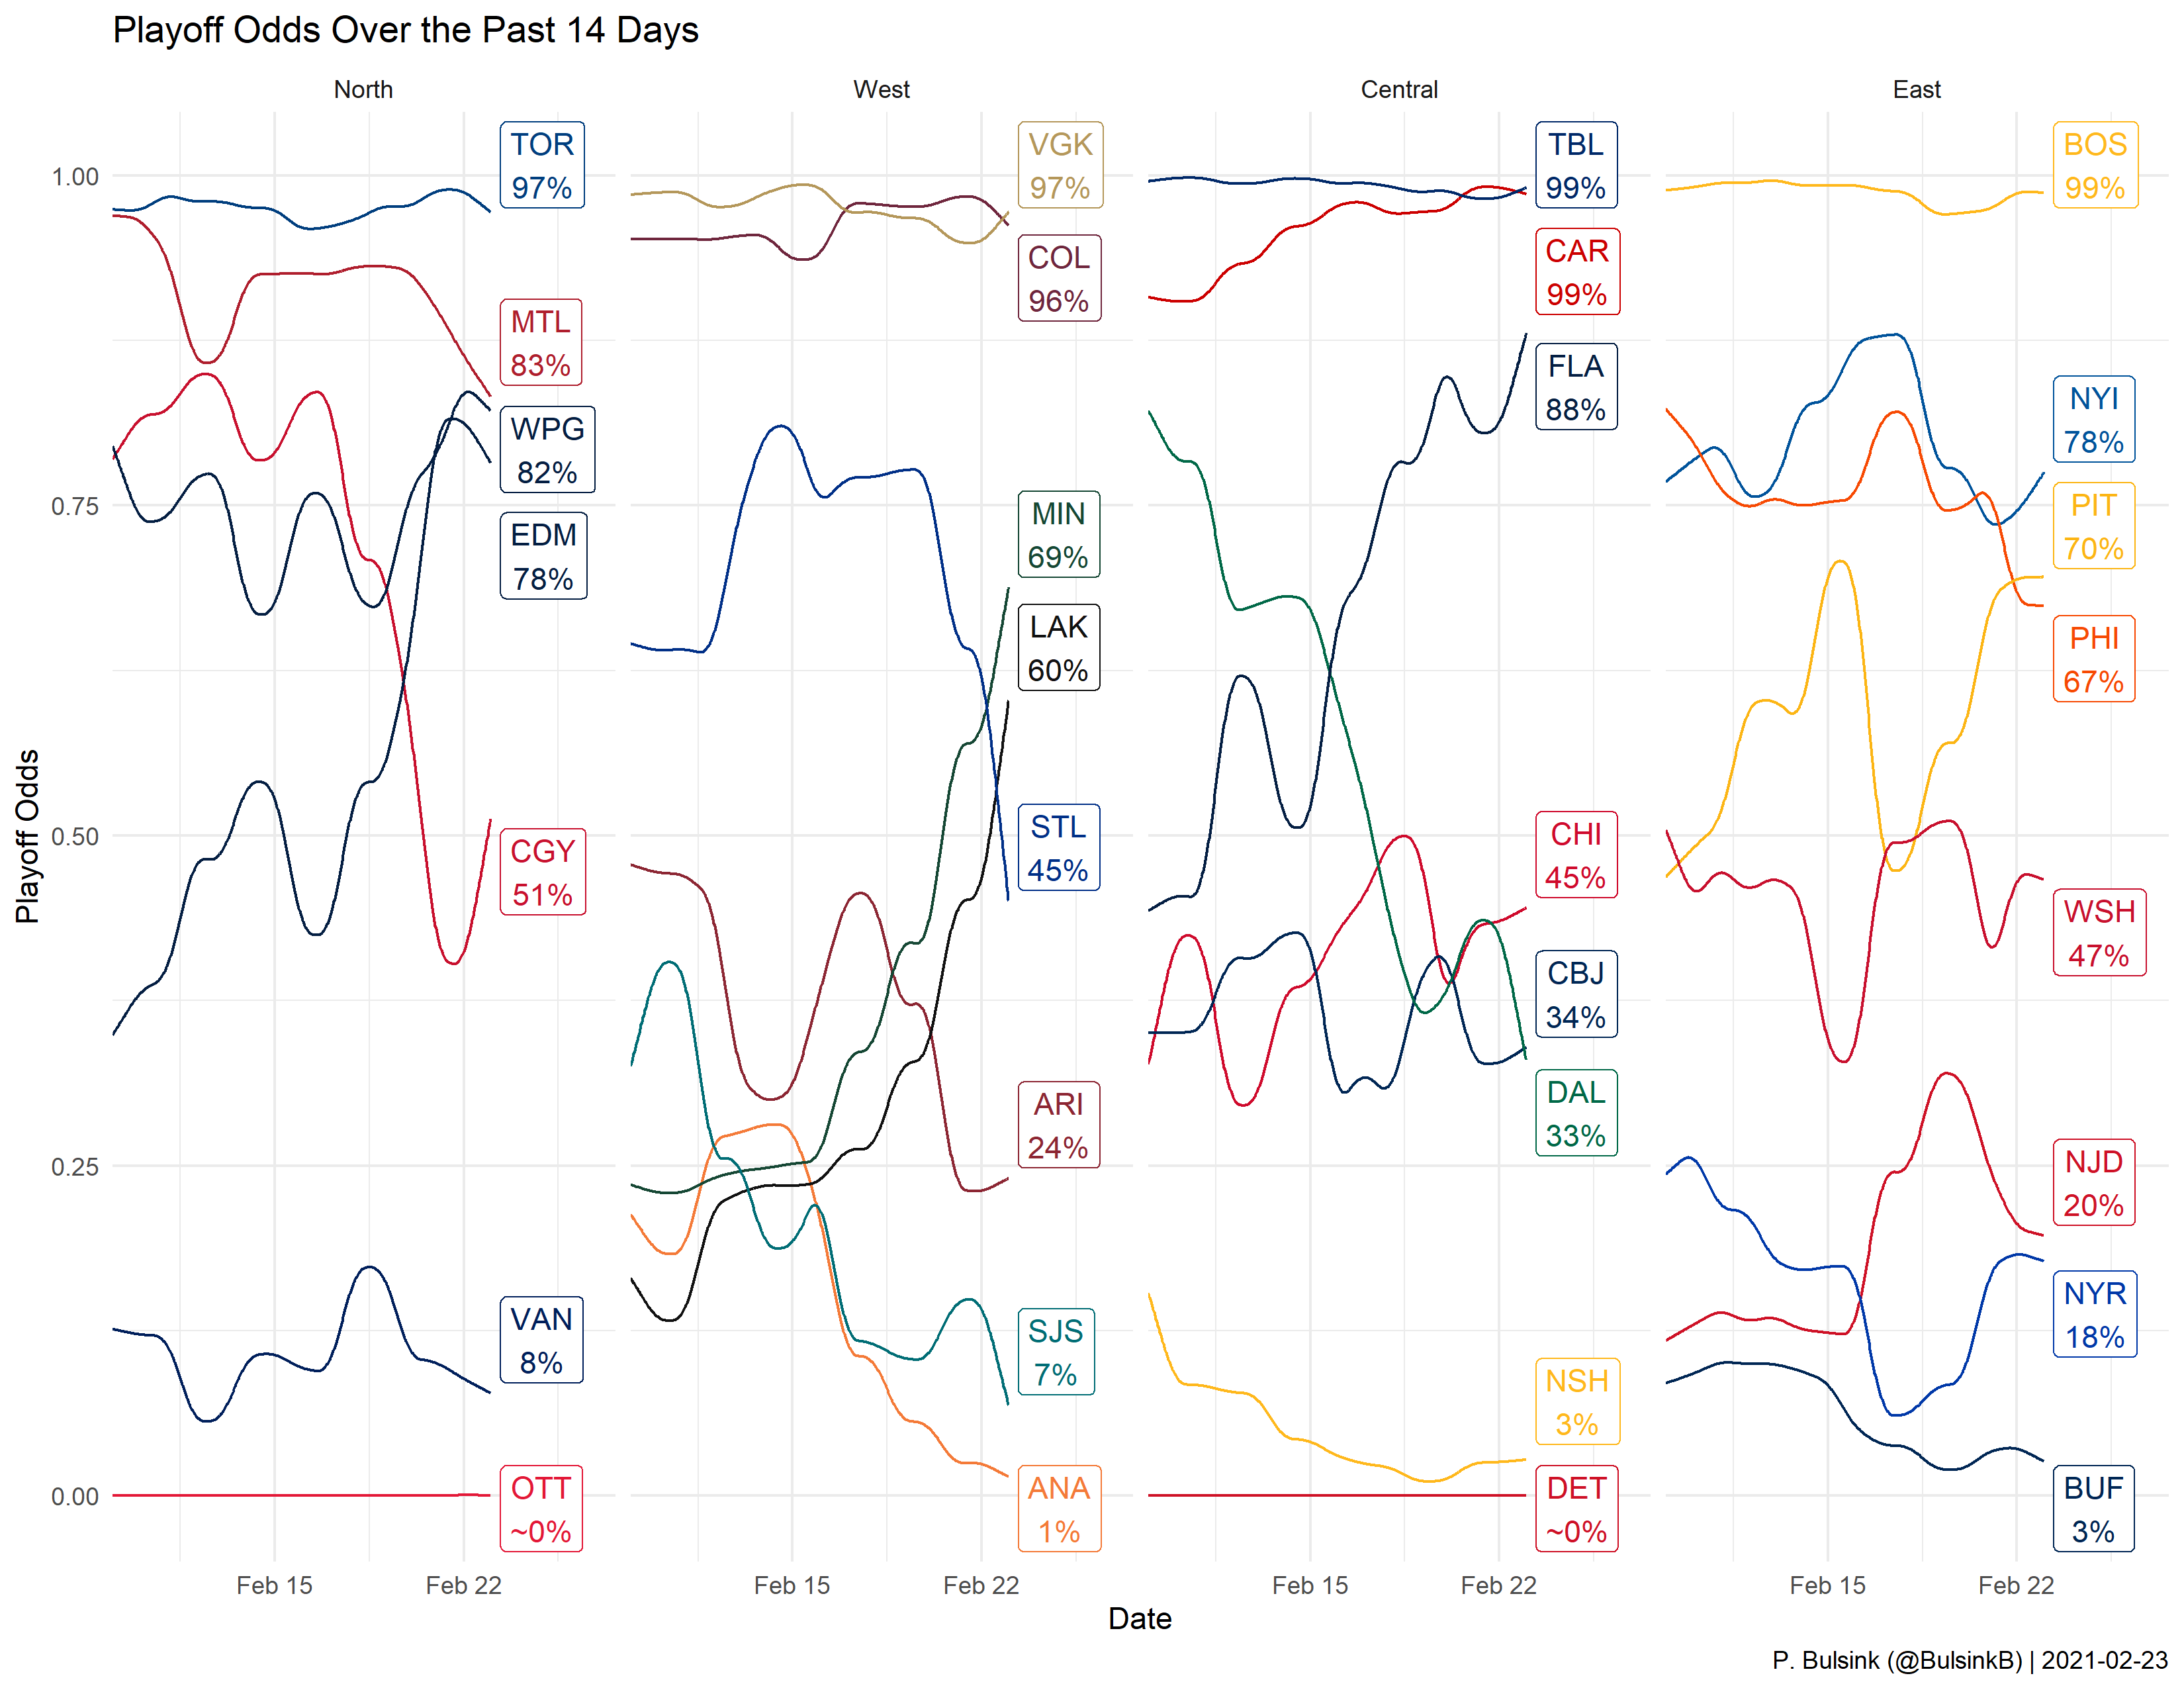 Playoff Odds Over the Past 14 Days
North
West
Central
East
Playoff Odds
1.00
0.75
0.50
0.25
0.00
TOR
97%
MTL
83%
WPG
82%
EDM
78%
CGY
51%
VAN
8%
OTT
~0%
VGK
97%
COL
96%
MIN
69%
LAK
60%
STL
45%
ARI
24%
SJS
7%
ANA
1%
TBL
99%
CAR
99%
FLA
88%
CHI
45%
CBJ
34%
DAL
33%
NSH
3%
DET
~0%
BOS
99%
NYI
78%
PIT
70%
PHI
67%
WSH
47%
NJD
20%
NYR
18%
BUF
3%
Feb 15
Feb 22
Feb 15
Feb 22
Feb 15
Feb 22
Feb 15
Feb 22
Date
P. Bulsink (@BulsinkB) | 2021-02-23